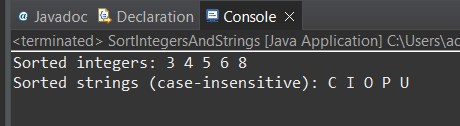 @ Javadoc Declaration Console
<terminated> SortIntegersAndStrings [Java Application] C:\Users\ac
Sorted integers: 3 4 5 6 8
Sorted strings (case-insensitive): C I O P U